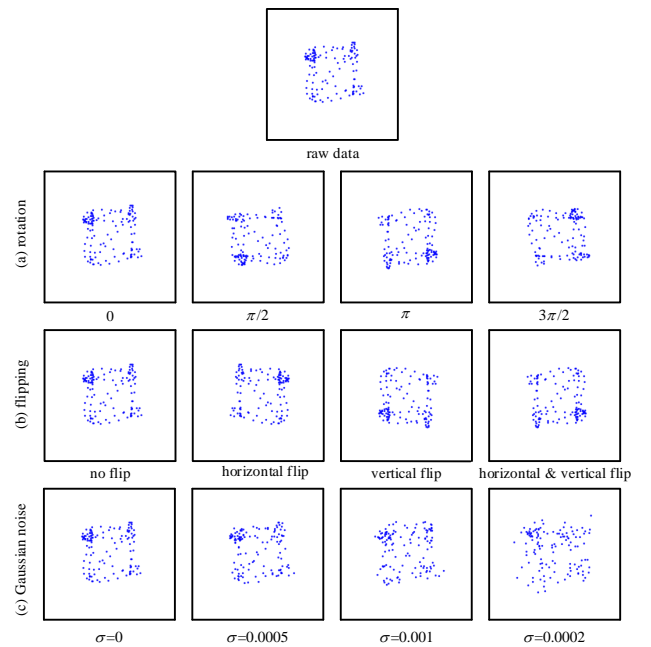 raw data
(a) rotation
0 π/2 π 3π/2
(b) flipping
no flip horizontal flip vertical flip horizontal & vertical flip
(c) Gaussian noise
σ=0 σ=0.0005 σ=0.001 σ=0.0002